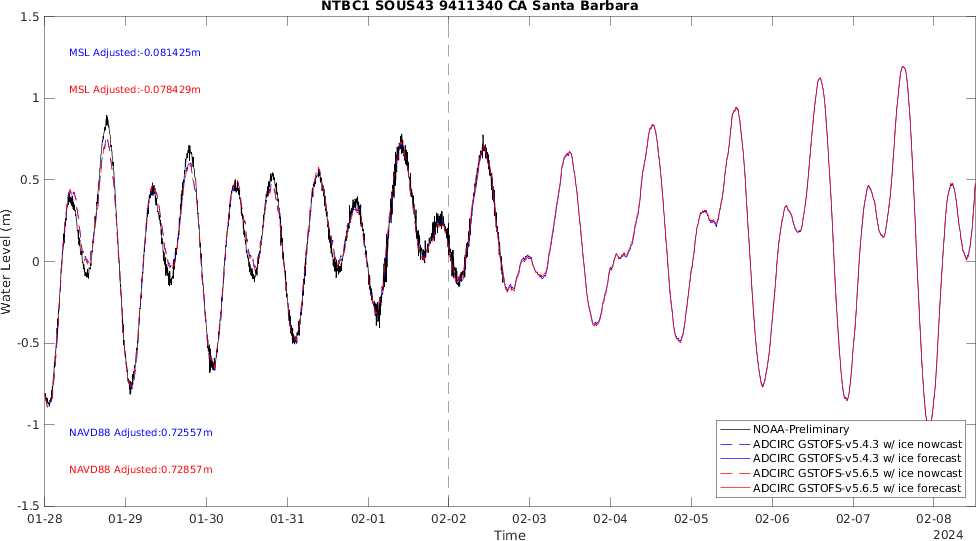 NTBC1 SOUS43 9411340 CA Santa Barbara
1.5
1
0.5
0
-0.5
-1
-1.5
Water Level (m)
MSL Adjusted:-0.081425m
MSL Adjusted:-0.078429m
NAVD88 Adjusted:0.72557m
NAVD88 Adjusted:0.72857m
NOAA-Preliminary
ADCIRC GSTOFS-v5.4.3 w/ ice nowcast
ADCIRC GSTOFS-v5.4.3 w/ ice forecast
ADCIRC GSTOFS-v5.6.5 w/ ice nowcast
ADCIRC GSTOFS-v5.6.5 w/ ice forecast
01-28 01-29 01-30 01-31 02-01 02-02 02-03 02-04 02-05 02-06 02-07 02-08
Time
2024